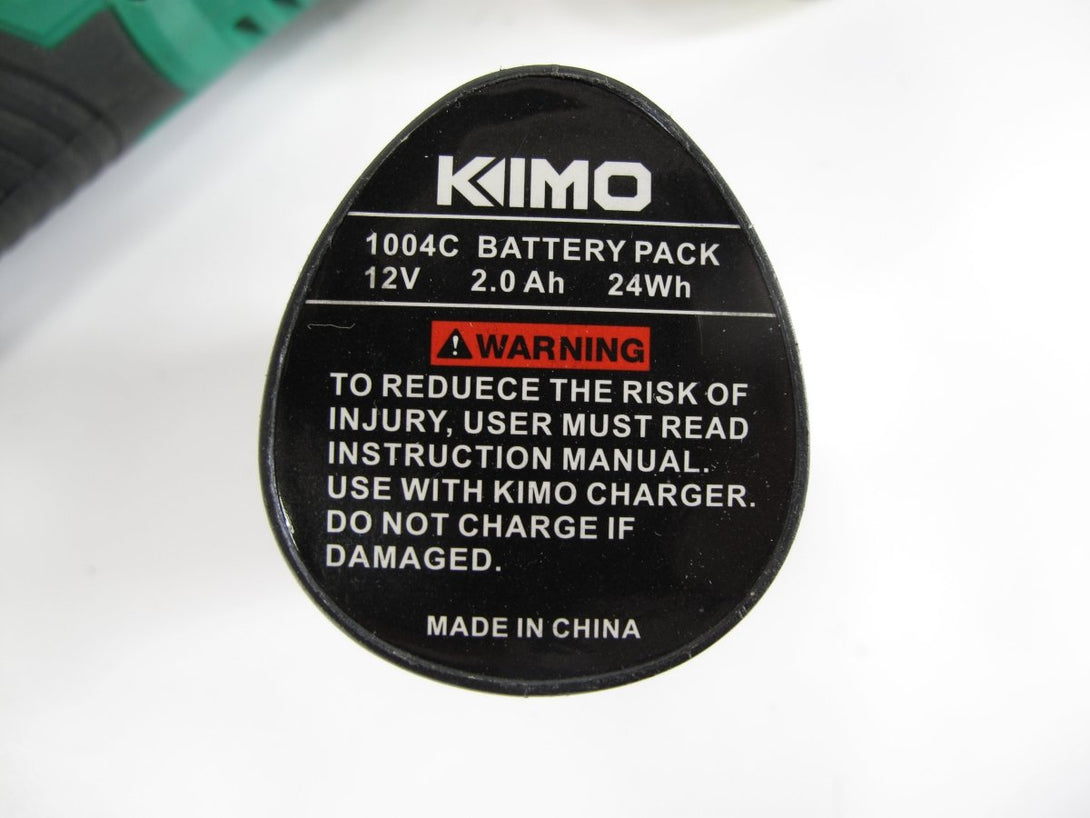 KIMO
1004C BATTERY PACK
12V 2.0 Ah 24Wh
WARNING
TO REDUECE THE RISK OF
INJURY, USER MUST READ
INSTRUCTION MANUAL.
USE WITH KIMO CHARGER.
DO NOT CHARGE IF
DAMAGED.
MADE IN CHINA